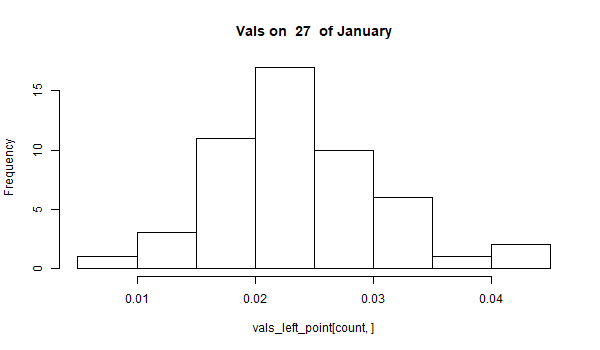 Vals on  27  of January
Frequency
15
10
5
0
0.01 0.02 0.03 0.04
vals_left_point[count, ]